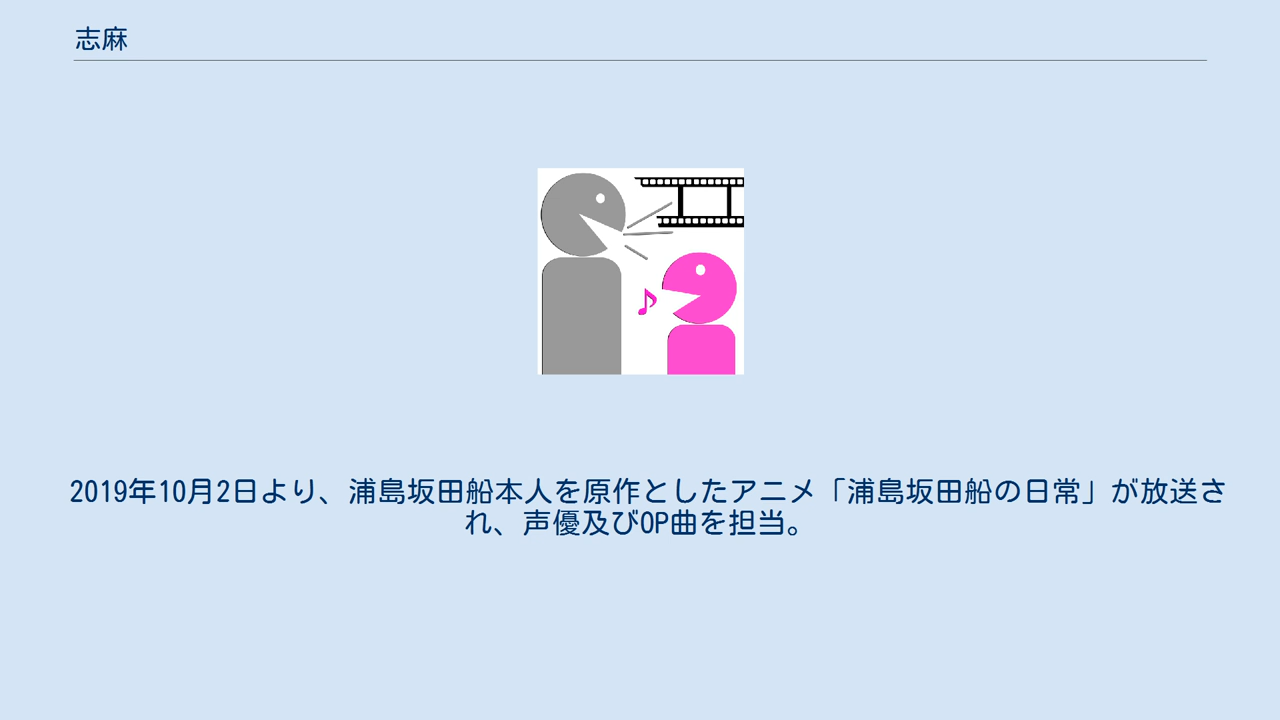 志麻
2019年10月2日より、浦島坂田船本人を原作としたアニメ「浦島坂田船の日常」が放送さ
れ、声優及びOP曲を担当。